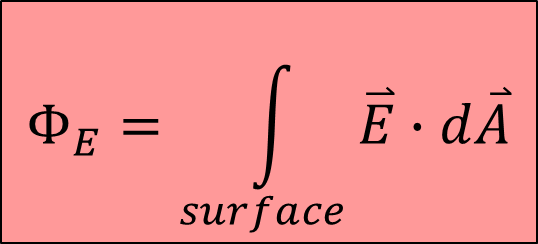 Φ_E = ∫ E⃗ · dA⃗
surface